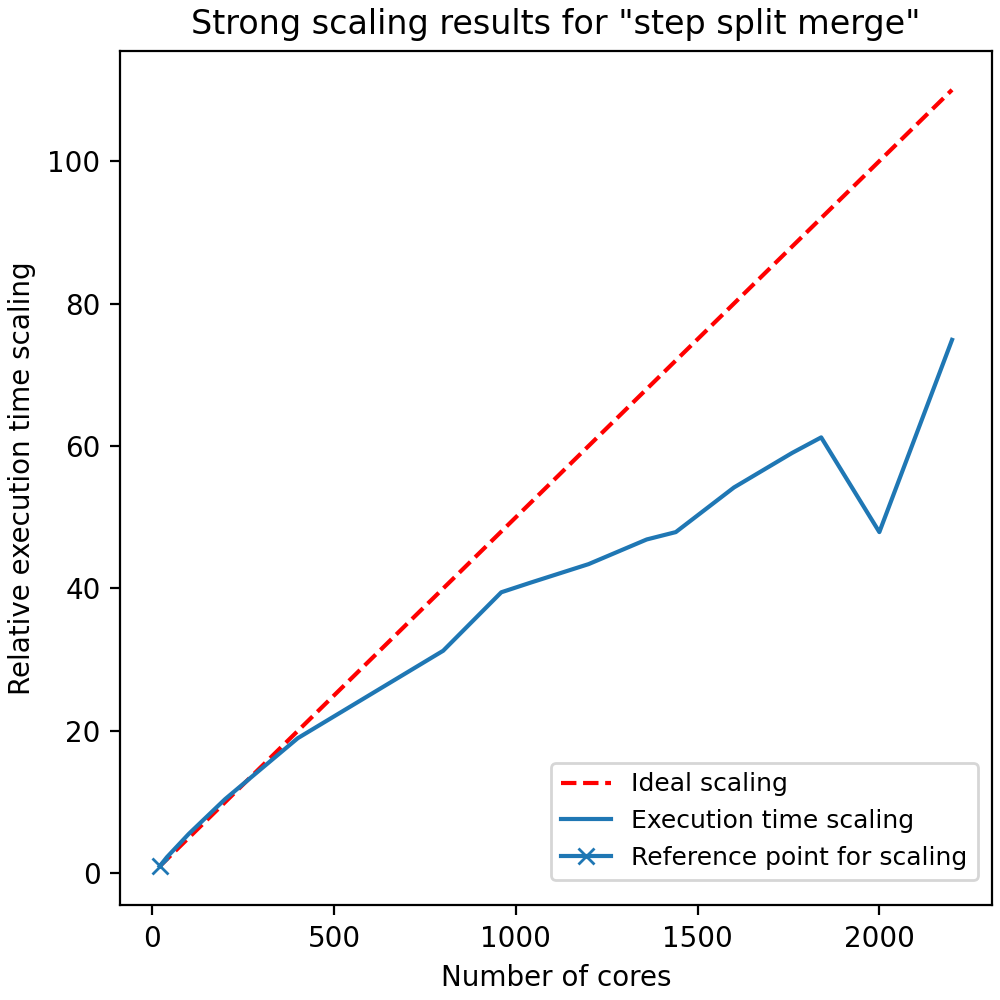 Strong scaling results for "step split merge"
Relative execution time scaling
100
80
60
40
20
0
0 500 1000 1500 2000
Number of cores
Ideal scaling
Execution time scaling
Reference point for scaling